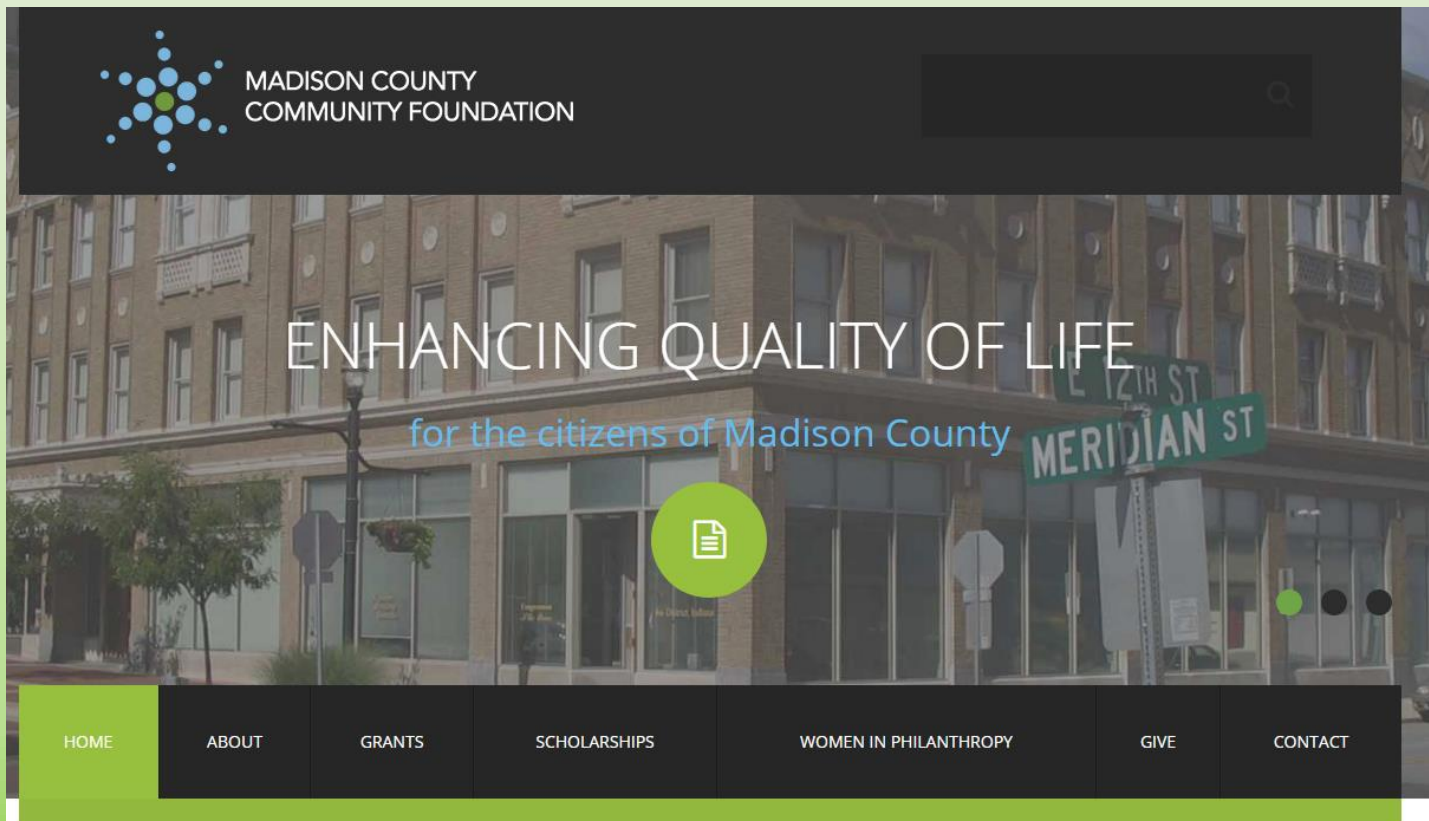 MADISON COUNTY
COMMUNITY FOUNDATION
ENHANCING QUALITY OF LIFE
for the citizens of Madison County
E 12TH ST
MERIDIAN ST
HOME
ABOUT
GRANTS
SCHOLARSHIPS
WOMEN IN PHILANTHROPY
GIVE
CONTACT